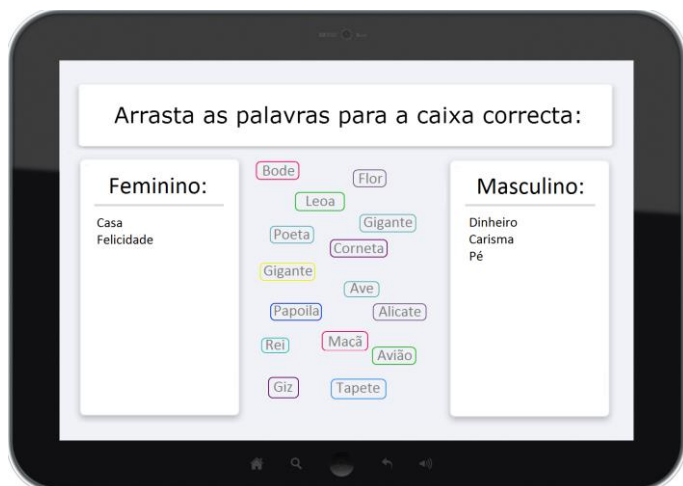 Arrasta as palavras para a caixa correcta:
Feminino:
Casa
Felicidade
Bode
Flor
Leoa
Gigante
Poeta
Corneta
Gigante
Ave
Papoila
Alicate
Rei
Maçã
Avião
Giz
Tapete
Masculino:
Dinheiro
Carisma
Pé